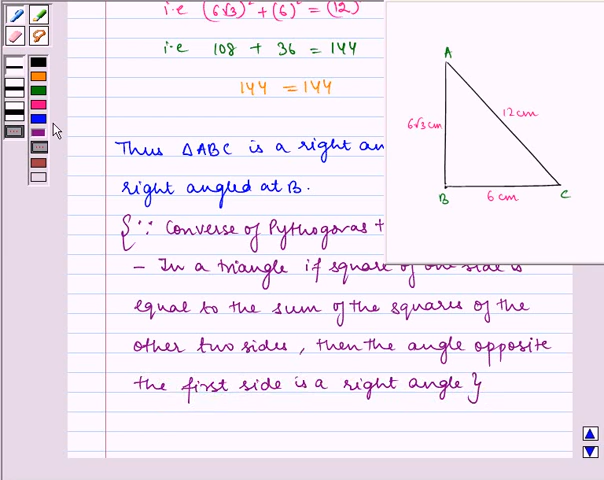 i.e (6√3)² + (6)² = (12)
i.e 108 + 36 = 144
144 = 144
Thus △ABC is a right an
right angled at B.
{∵ Converse of Pythogoras t
– In a triangle if square of one side is
equal to the sum of the squares of the
other two sides, then the angle opposite
the first side is a right angle}
A
6√3 cm
12 cm
B
6 cm
C